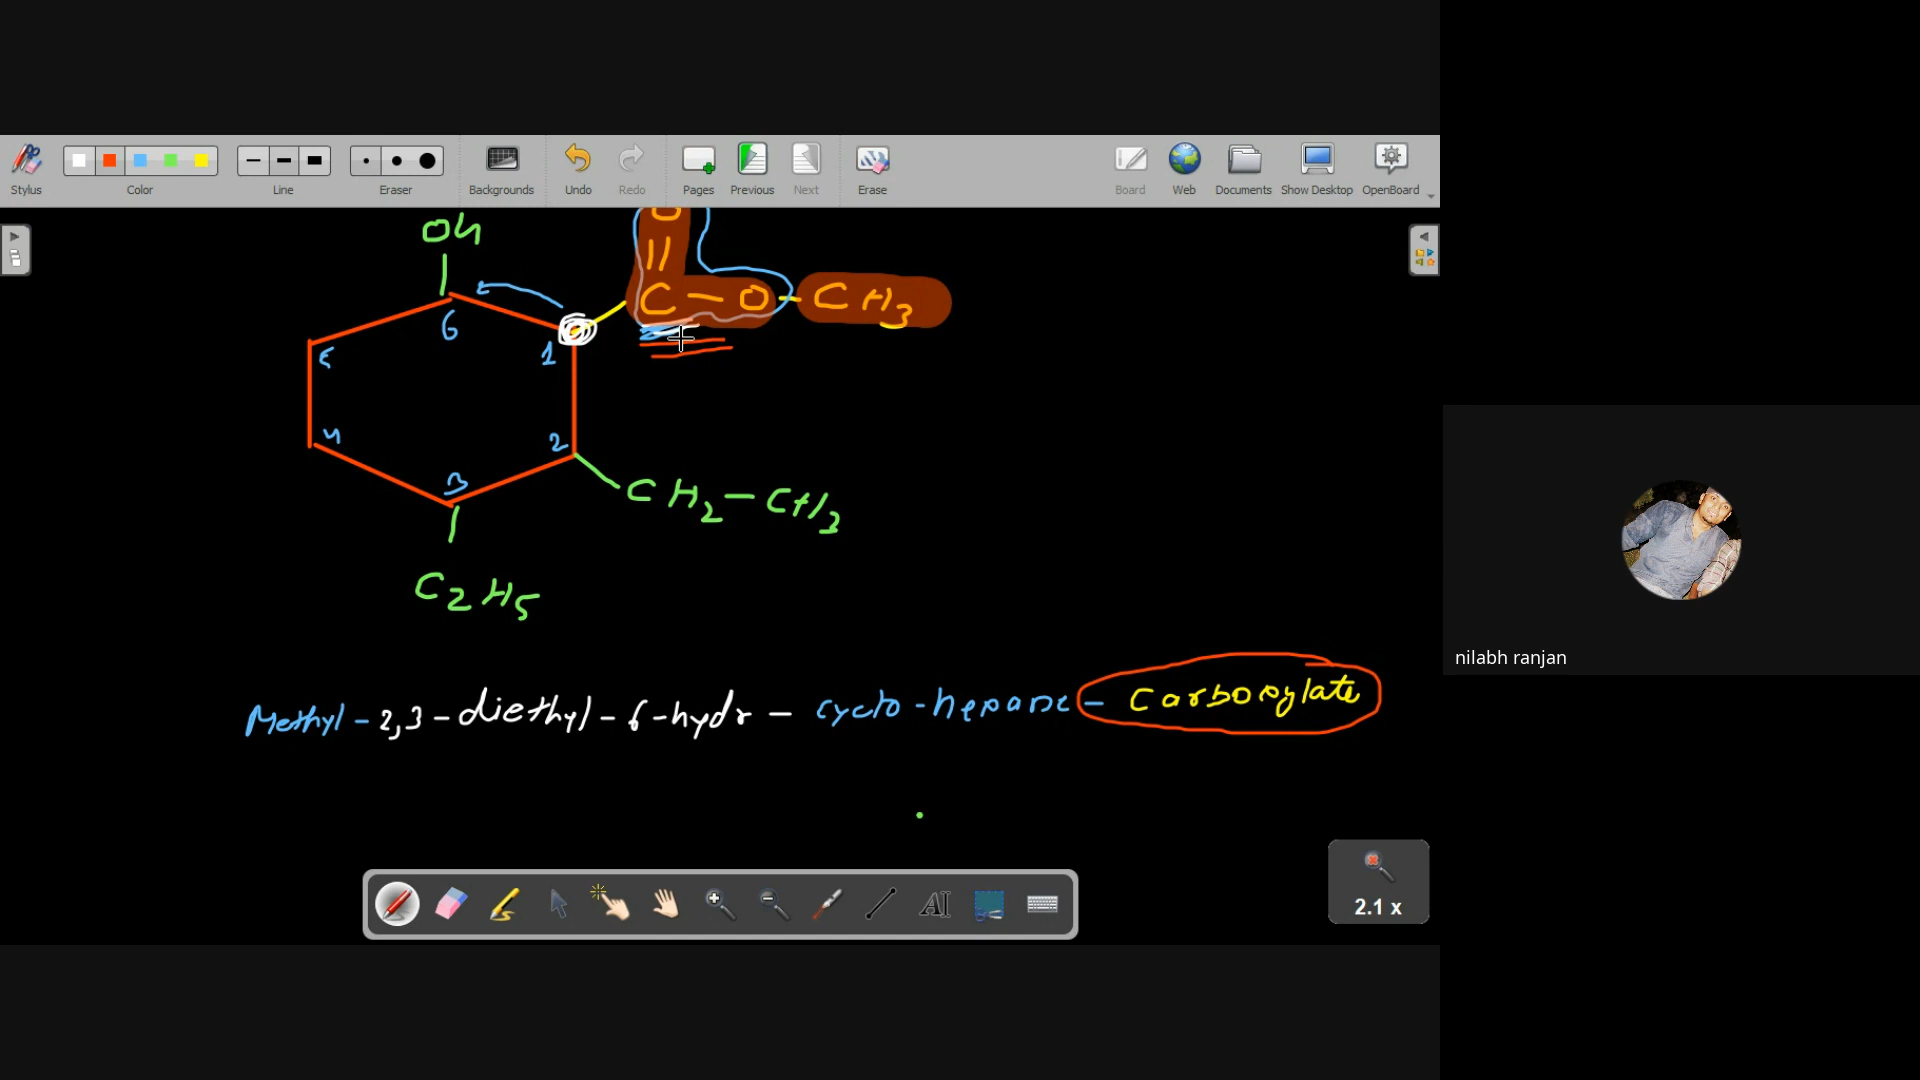 Stylus Color Line Eraser Backgrounds Undo Redo Pages Previous Next Erase Board Web Documents Show Desktop OpenBoard
OH
O
||
C - O - CH3
6
1
5
4
2
3
CH2 - CH3
C2H5
Methyl - 2,3 - diethyl - 6 - hydr - cyclo - hexane - Carboxylate
nilabh ranjan
AI
2.1 x